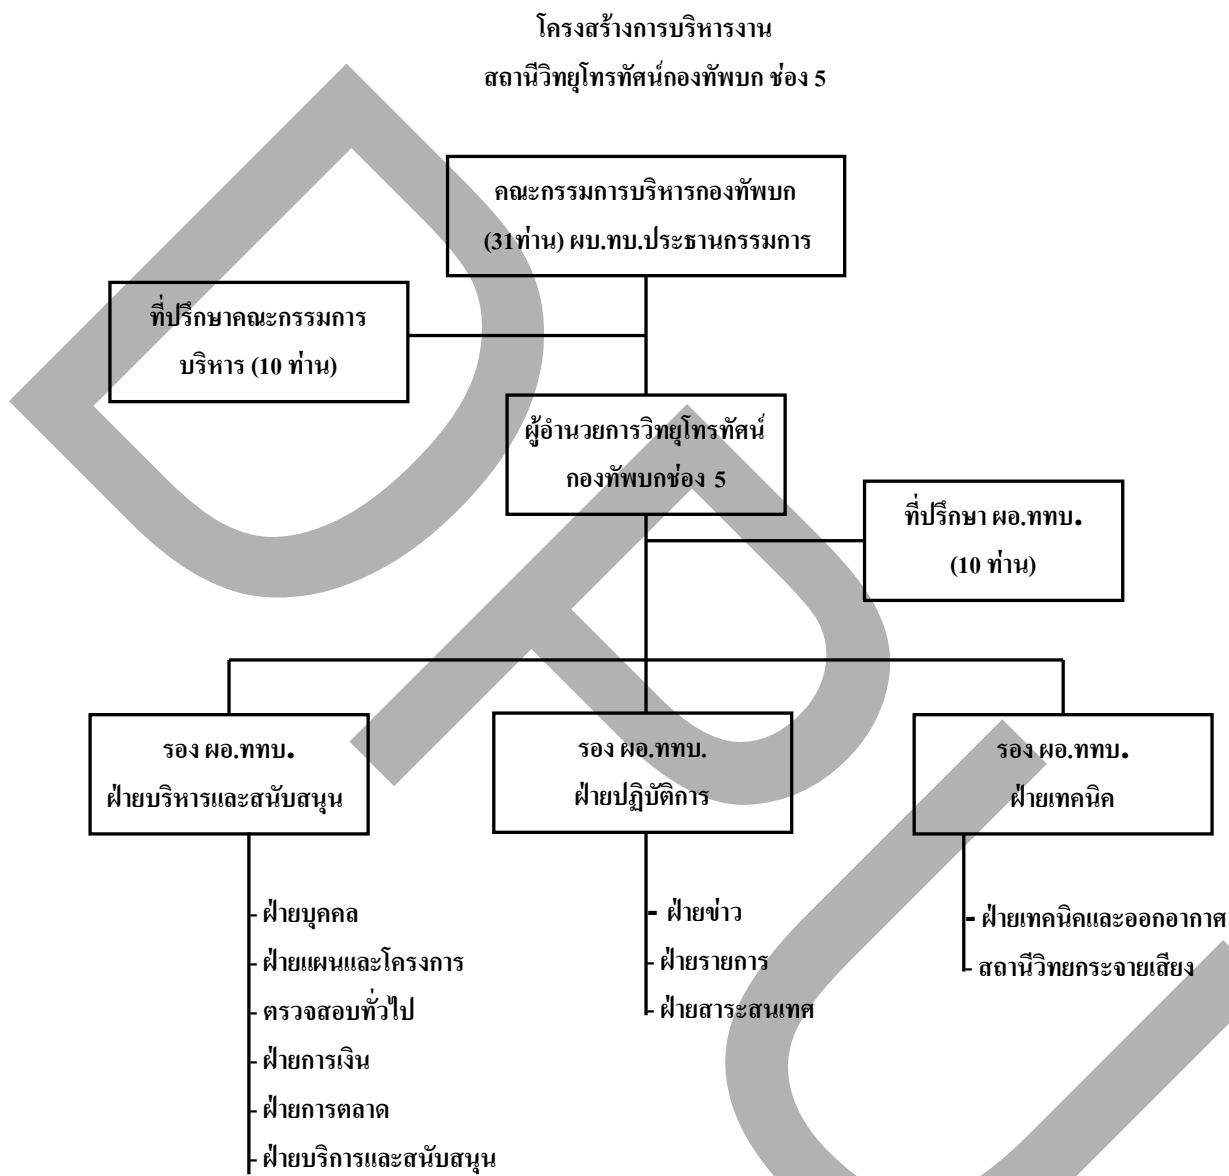 โครงสร้างการบริหารงาน
สถานีวิทยุโทรทัศน์กองทัพบก ช่อง 5
คณะกรรมการบริหารกองทัพบก
(31ท่าน) ผบ.ทบ.ประธานกรรมการ
ที่ปรึกษาคณะกรรมการ
บริหาร (10 ท่าน)
ผู้อำนวยการวิทยุโทรทัศน์
กองทัพบกช่อง 5
ที่ปรึกษา ผอ.ททบ.
(10 ท่าน)
รอง ผอ.ททบ.
ฝ่ายบริหารและสนับสนุน
รอง ผอ.ททบ.
ฝ่ายปฏิบัติการ
รอง ผอ.ททบ.
ฝ่ายเทคนิค
- ฝ่ายบุคคล
- ฝ่ายแผนและโครงการ
- ตรวจสอบทั่วไป
- ฝ่ายการเงิน
- ฝ่ายการตลาด
- ฝ่ายบริการและสนับสนุน
- ฝ่ายข่าว
- ฝ่ายรายการ
- ฝ่ายสาระสนเทศ
- ฝ่ายเทคนิคและออกอากาศ
- สถานีวิทยกระจายเสียง
DPU